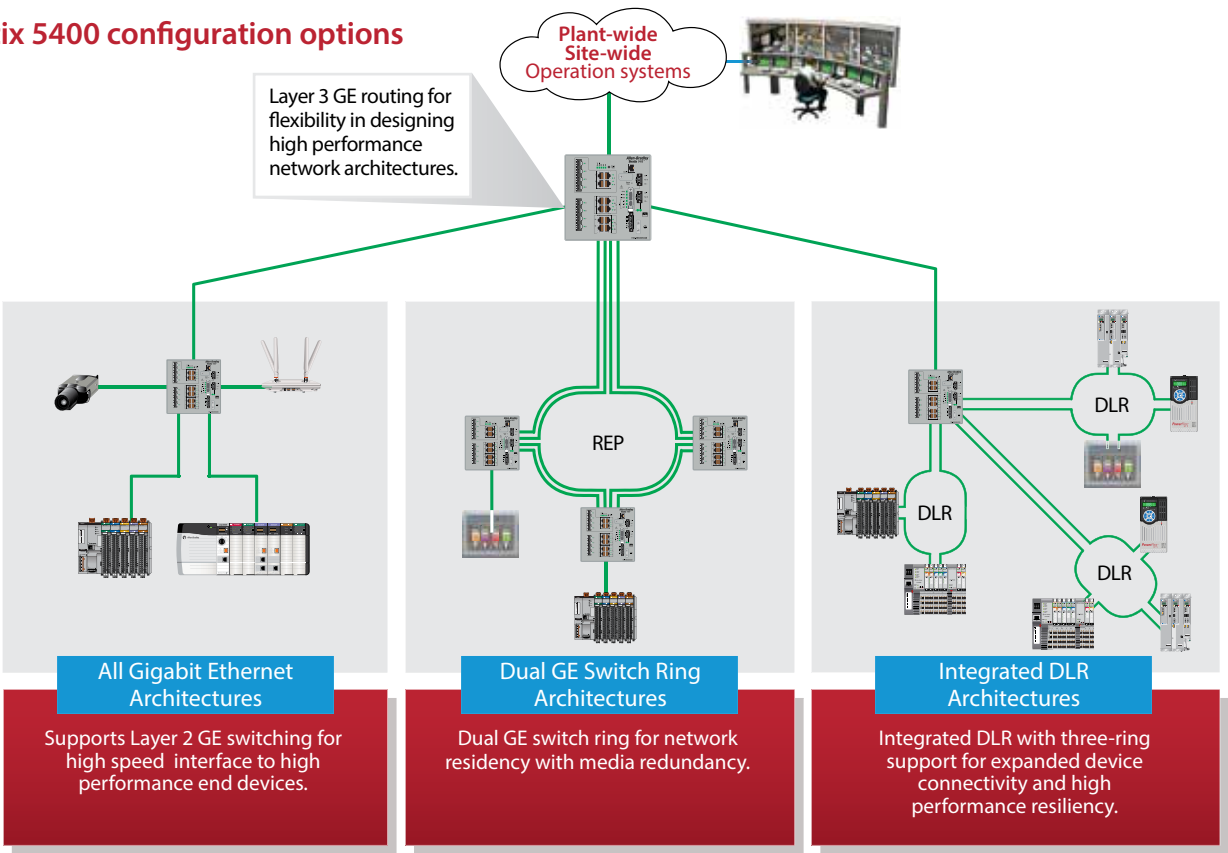 ix 5400 configuration options
Plant-wide
Site-wide
Operation systems
Layer 3 GE routing for
flexibility in designing
high performance
network architectures.
REP
DLR
DLR
DLR
All Gigabit Ethernet
Architectures
Supports Layer 2 GE switching for
high speed interface to high
performance end devices.
Dual GE Switch Ring
Architectures
Dual GE switch ring for network
residency with media redundancy.
Integrated DLR
Architectures
Integrated DLR with three-ring
support for expanded device
connectivity and high
performance resiliency.